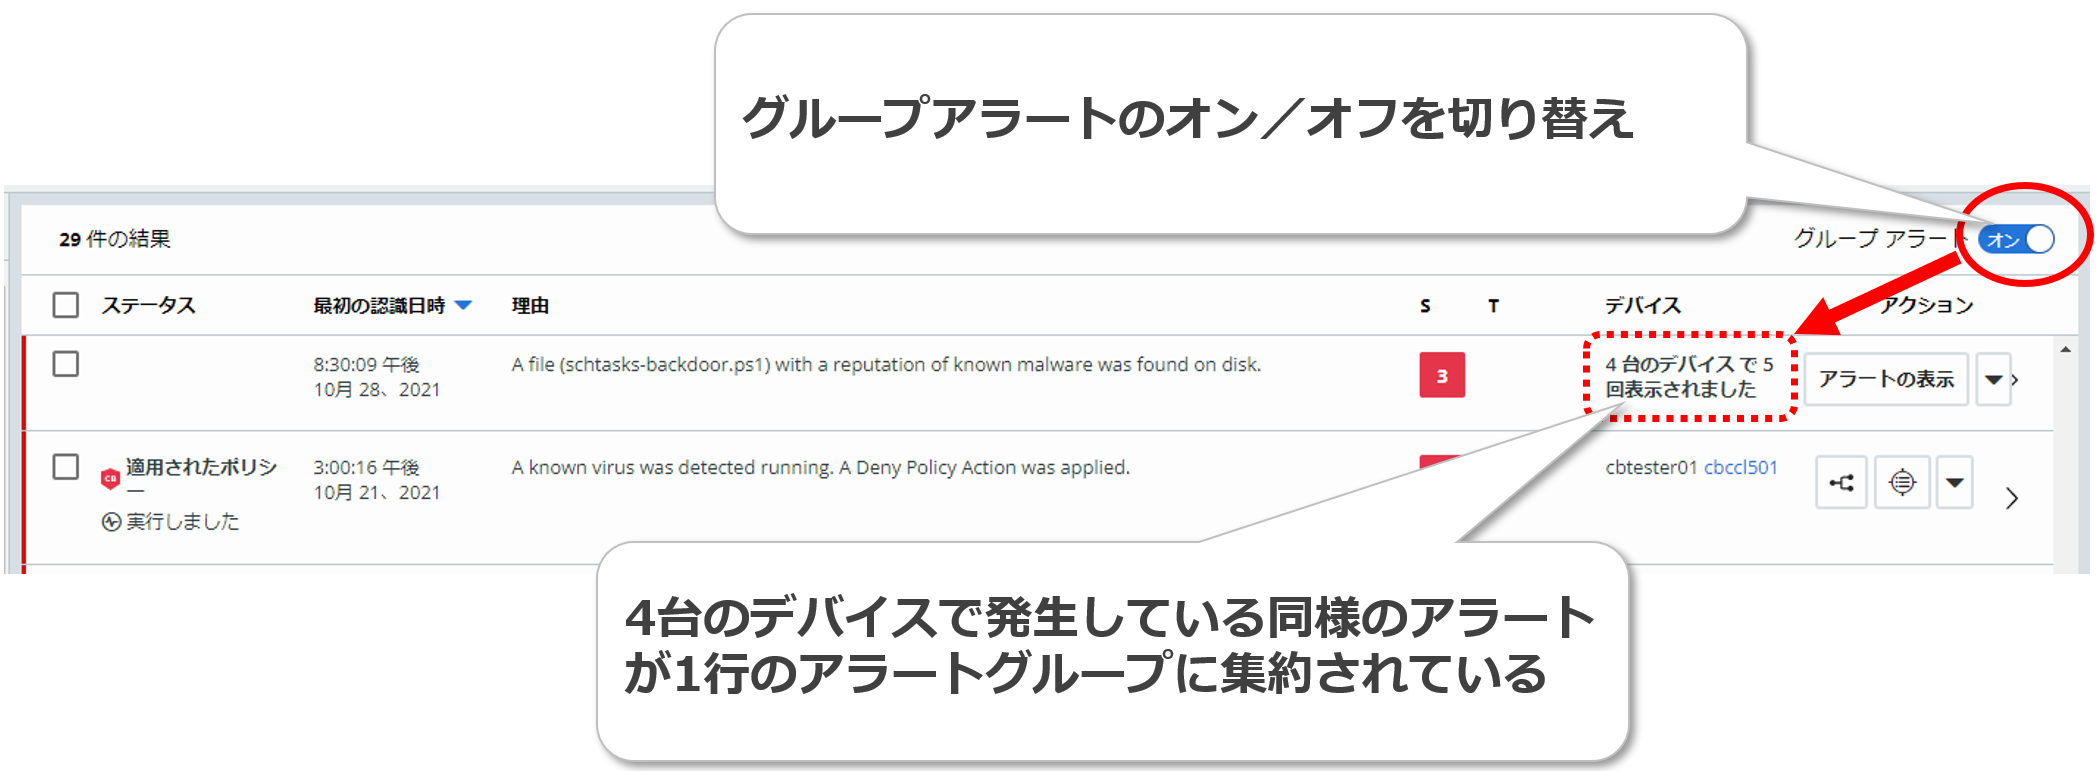 グループアラートのオン／オフを切り替え
29 件の結果
グループ アラート オン
ステータス 最初の認識日時 理由 S T デバイス アクション
8:30:09 午後 A file (schtasks-backdoor.ps1) with a reputation of known malware was found on disk. 3 4 台のデバイス で 5 アラートの表示
10月 28、2021 回表示されました
適用されたポリシ 3:00:16 午後 A known virus was detected running. A Deny Policy Action was applied. cbtester01 cbccl501
CB ー 10月 21、2021
実行しました
4台のデバイスで発生している同様のアラート
が1行のアラートグループに集約されている